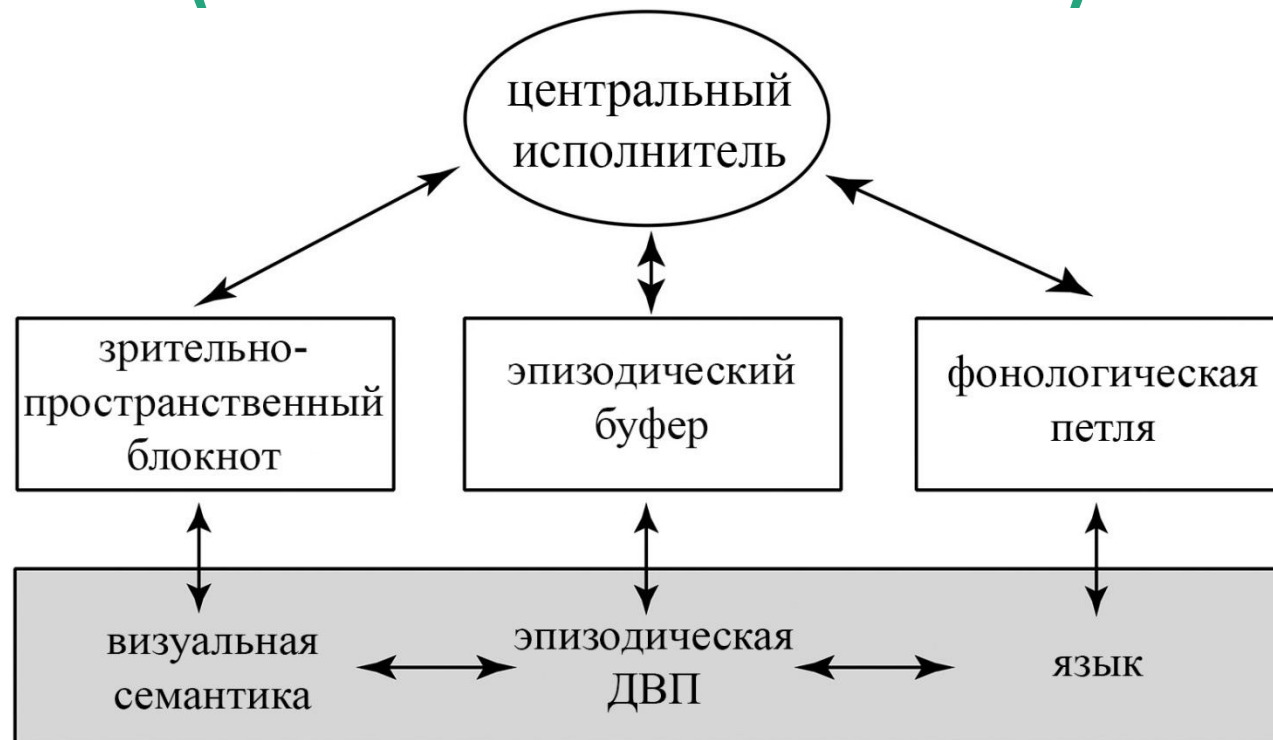 центральный
исполнитель
зрительно-
пространственный
блокнот
эпизодический
буфер
фонологическая
петля
визуальная
семантика
эпизодическая
ДВП
язык